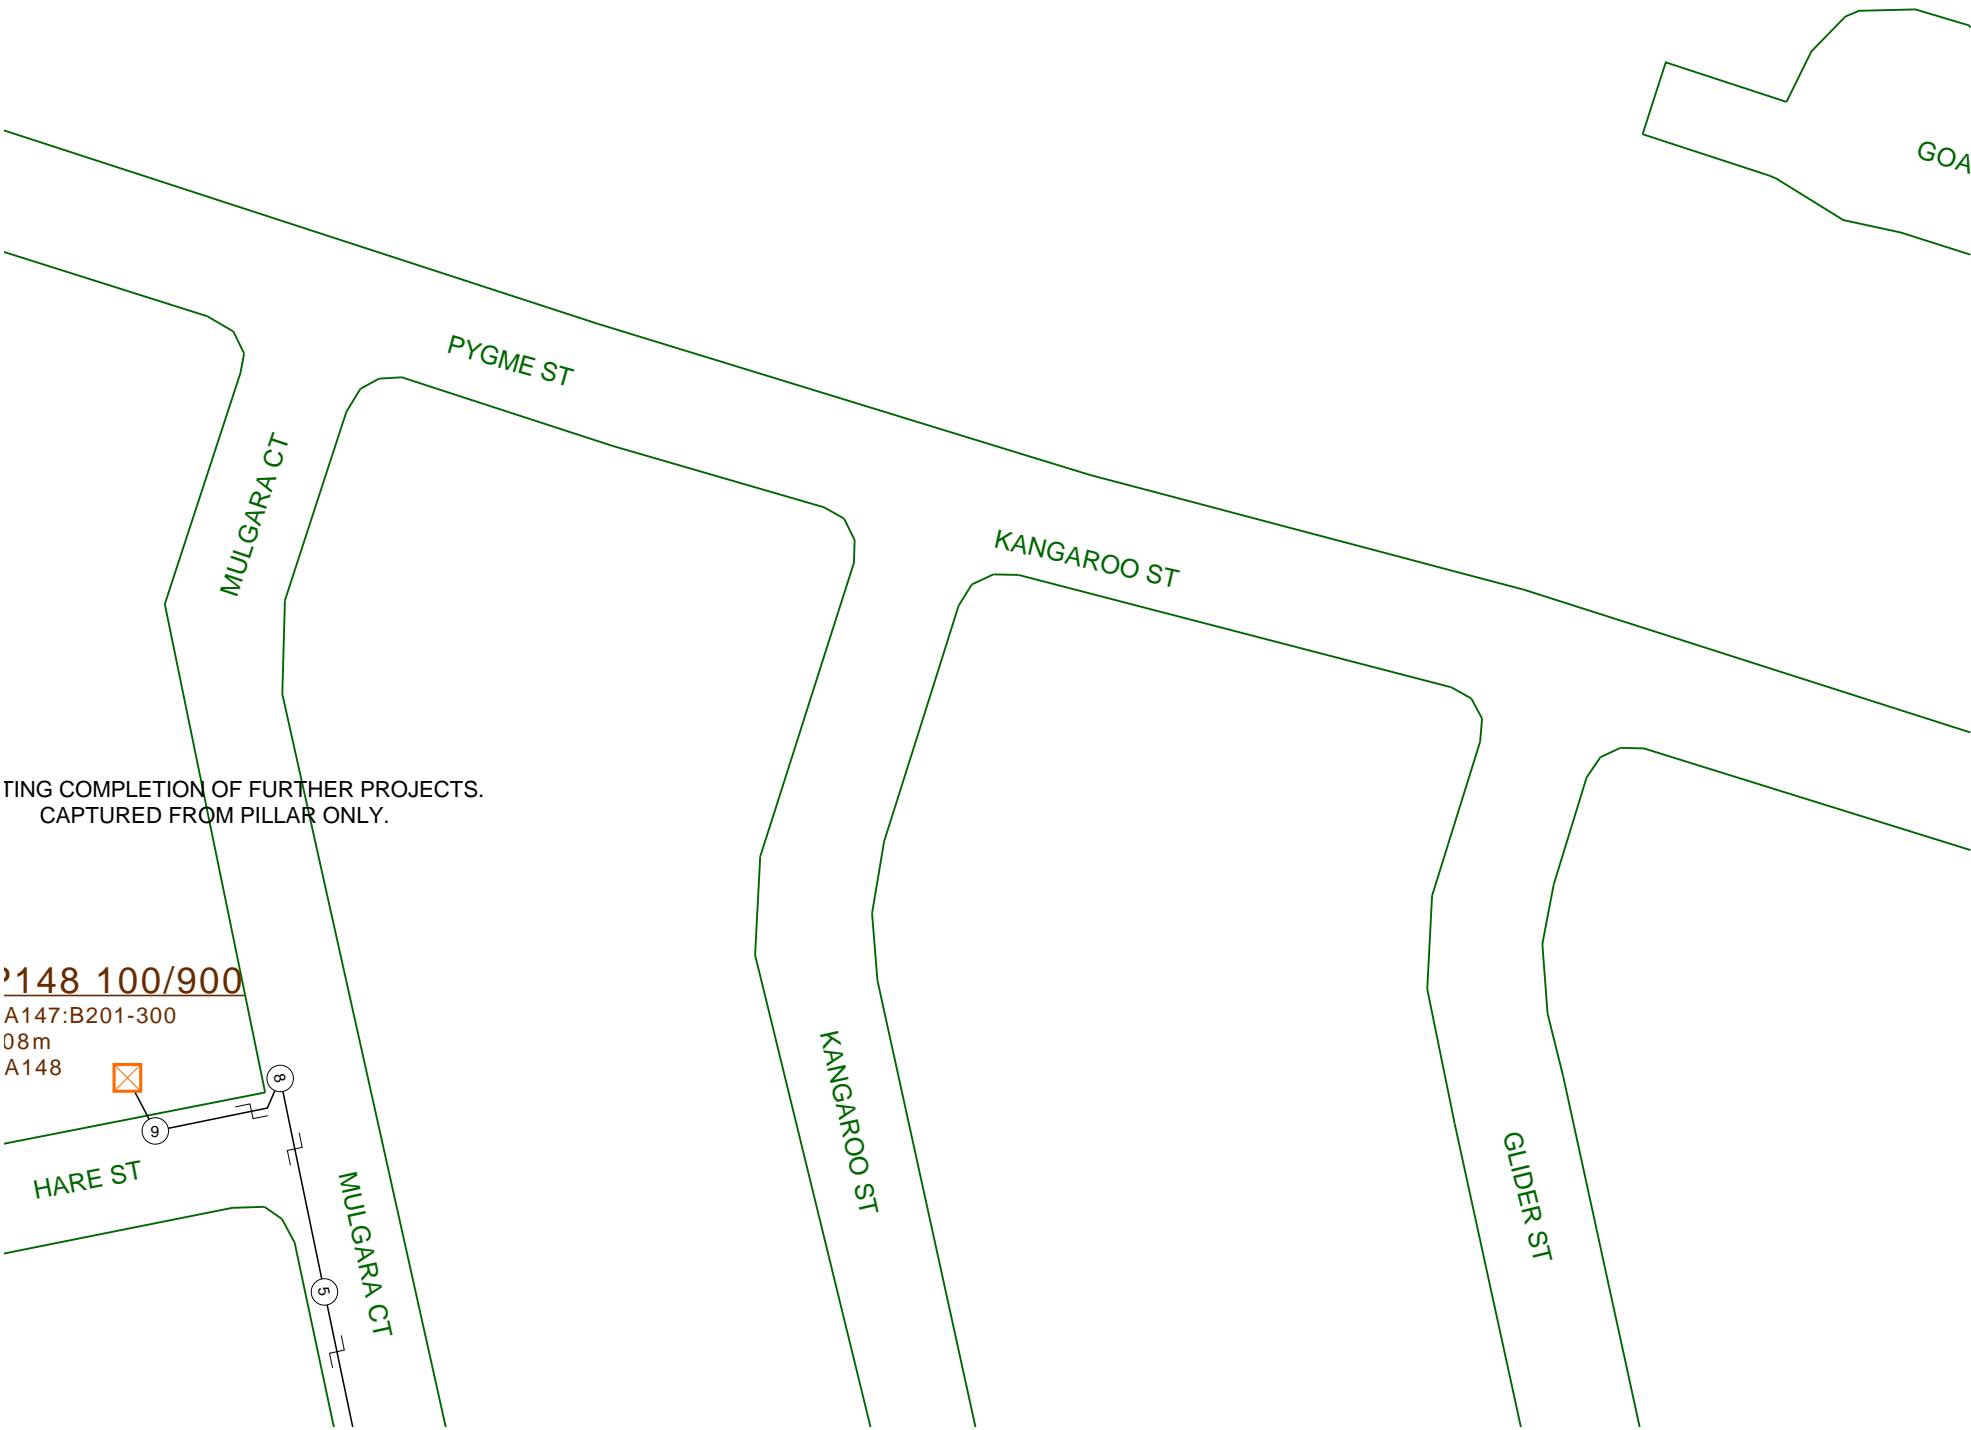 GOA
PYGME ST
MULGARA CT
KANGAROO ST
TING COMPLETION OF FURTHER PROJECTS.
CAPTURED FROM PILLAR ONLY.
P148 100/900
A147:B201-300
08m
A148
8
9
HARE ST
MULGARA CT
KANGAROO ST
GLIDER ST
5